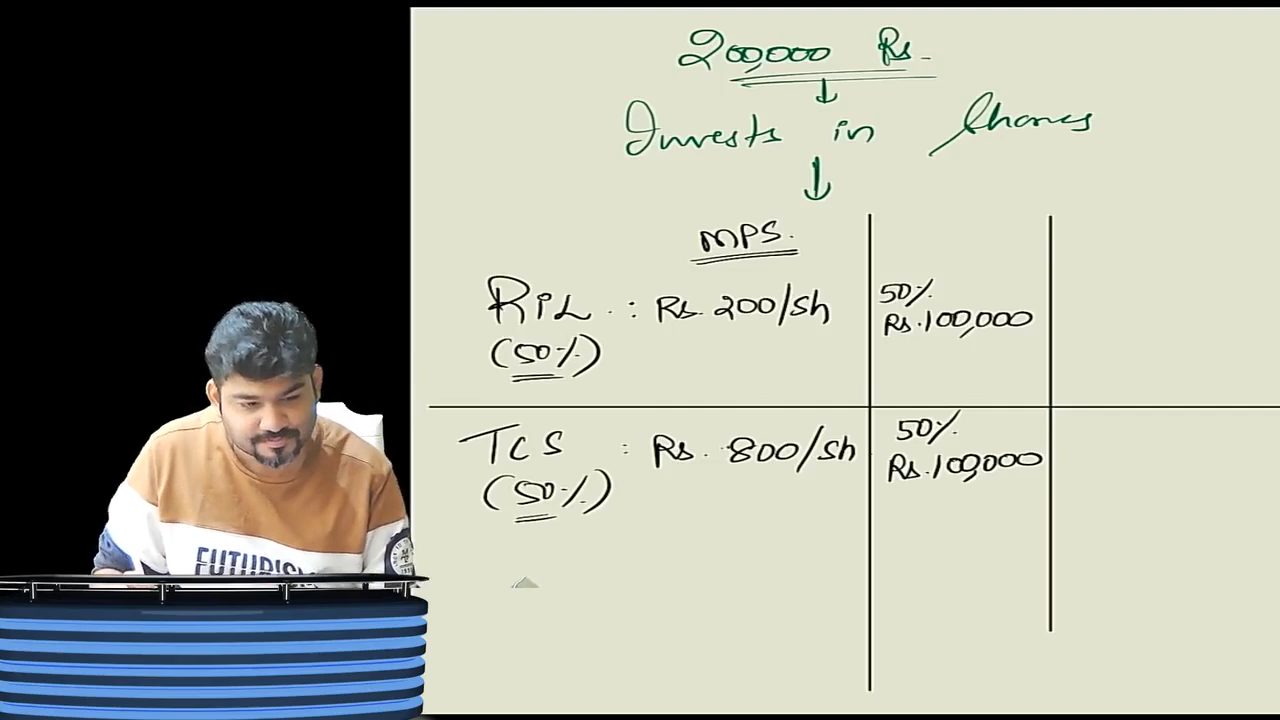 200,000 Rs.
Invests in Shares
MPS.
RIL : Rs. 200/sh
(50%)
50%
Rs.100,000
TCS : Rs. 800/sh
(50%)
50%
Rs.100,000
FUTURIS